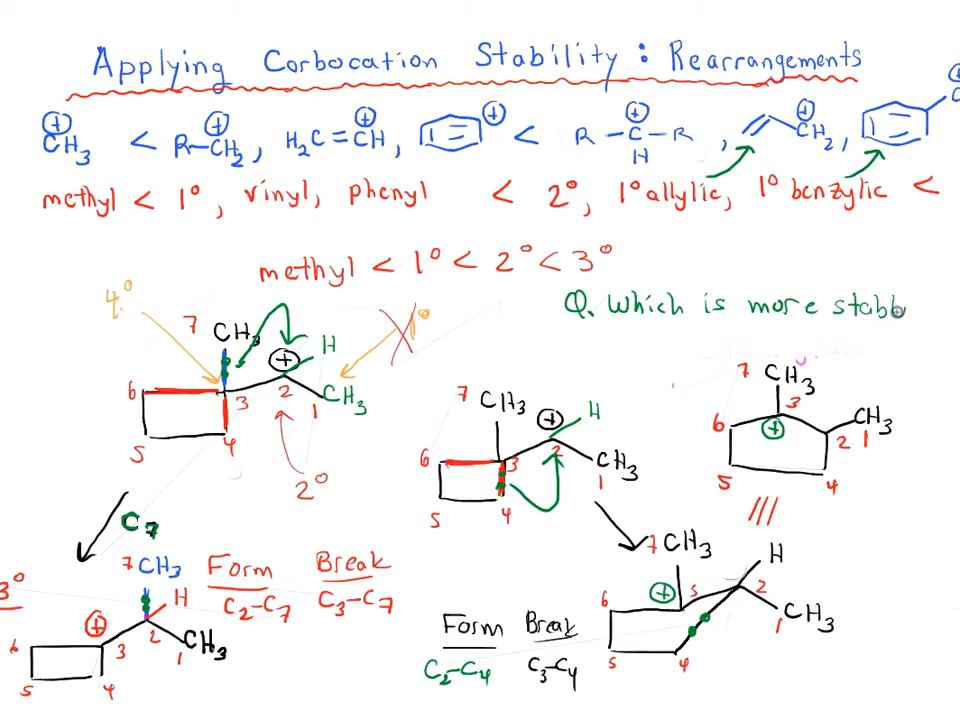 Applying Corbocation Stability : Rearrangements
⊕CH3 < R-CH2⊕, H2C=CH⊕, ⊕ < R-C⊕-R H, CH2⊕, ⊕
methyl < 1°, vinyl, phenyl < 2°, 1° allylic, 1° benzylic <
methyl < 1° < 2° < 3°
Q. Which is more stabl
4° 7 CH3 + H 1°
6 3 2 1 CH3
5 4 2°
7 CH3 + H
6 3 2 CH3
5 4 1
7 CH3
6 3 + CH3
5 4 2 1
C7
3° 7 CH3 H
+ 6 3 2 1 CH3
5 4
Form Break
C2-C7 C3-C7
7 CH3 H
6 + 3 2 CH3
5 4 1
Form Break
C2-C4 C3-C4